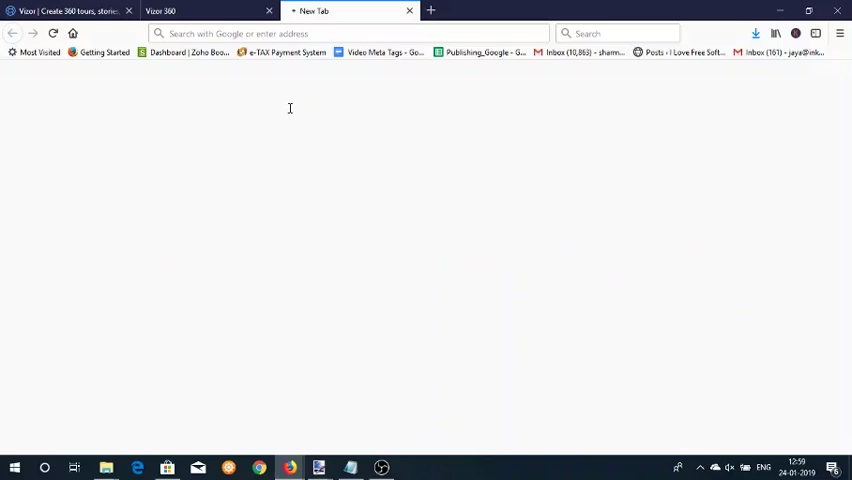 Vizor | Create 360 tours, stories,
Vizor 360
New Tab
Search with Google or enter address
Search
Most Visited
Getting Started
Dashboard | Zoho Boo...
e-TAX Payment System
Video Meta Tags - Go...
Publishing_Google - G...
Inbox (10,863) - sharm...
Posts ‹ I Love Free Soft...
Inbox (161) - jaya@ink...
ENG
12:59
24-01-2019